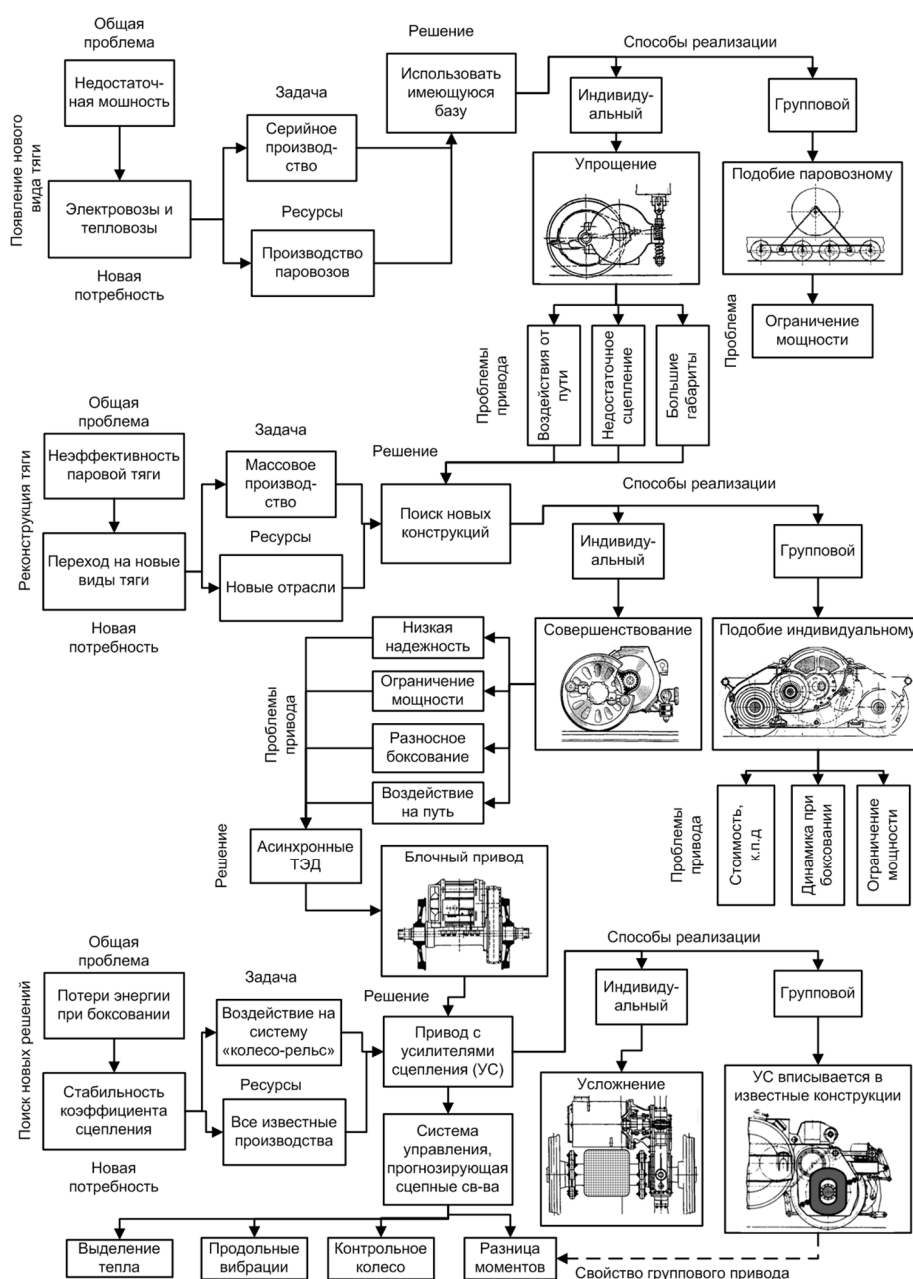 Общая
проблема
Недостаточ-
ная мошность
Появление нового
вида тяги
Электровозы и
тепловозы
Новая
потребность
Задача
Серийное
производ-
ство
Ресурсы
Производство
паровозов
Решение
Использовать
имеющуюся
базу
Способы реализации
Индивиду-
альный
Групповой
Упрощение
Подобие паровозному
Проблема
Ограничение
мощности
Проблемы
привода
Воздействия от
пути
Недостаточное
сцепление
Большие
габариты
Общая
проблема
Реконструкция тяги
Неэффективность
паровой тяги
Переход на новые
виды тяги
Новая
потребность
Задача
Массовое
производ-
ство
Ресурсы
Новые отрасли
Решение
Поиск новых
конструкций
Способы реализации
Индивиду-
альный
Групповой
Совершенствование
Подобие индивидуальному
Проблемы
привода
Низкая
надежность
Ограничение
мощности
Разносное
боксование
Воздействие
на путь
Проблемы
привода
Стоимость,
к.п.д
Динамика при
боксовании
Ограничение
мощности
Решение
Асинхронные
ТЭД
Блочный привод
Общая
проблема
Поиск новых решений
Потери энергии
при боксовании
Стабильность
коэффициента
сцепления
Новая
потребность
Задача
Воздействие на
систему
«колесо-рельс»
Ресурсы
Все известные
производства
Решение
Привод с
усилителями
сцепления (УС)
Система
управления,
прогнозирующая
сцепные св-ва
Способы реализации
Индивиду-
альный
Групповой
Усложнение
УС вписывается в
известные конструкции
Выделение
тепла
Продольные
вибрации
Контрольное
колесо
Разница
моментов
Свойство группового привода